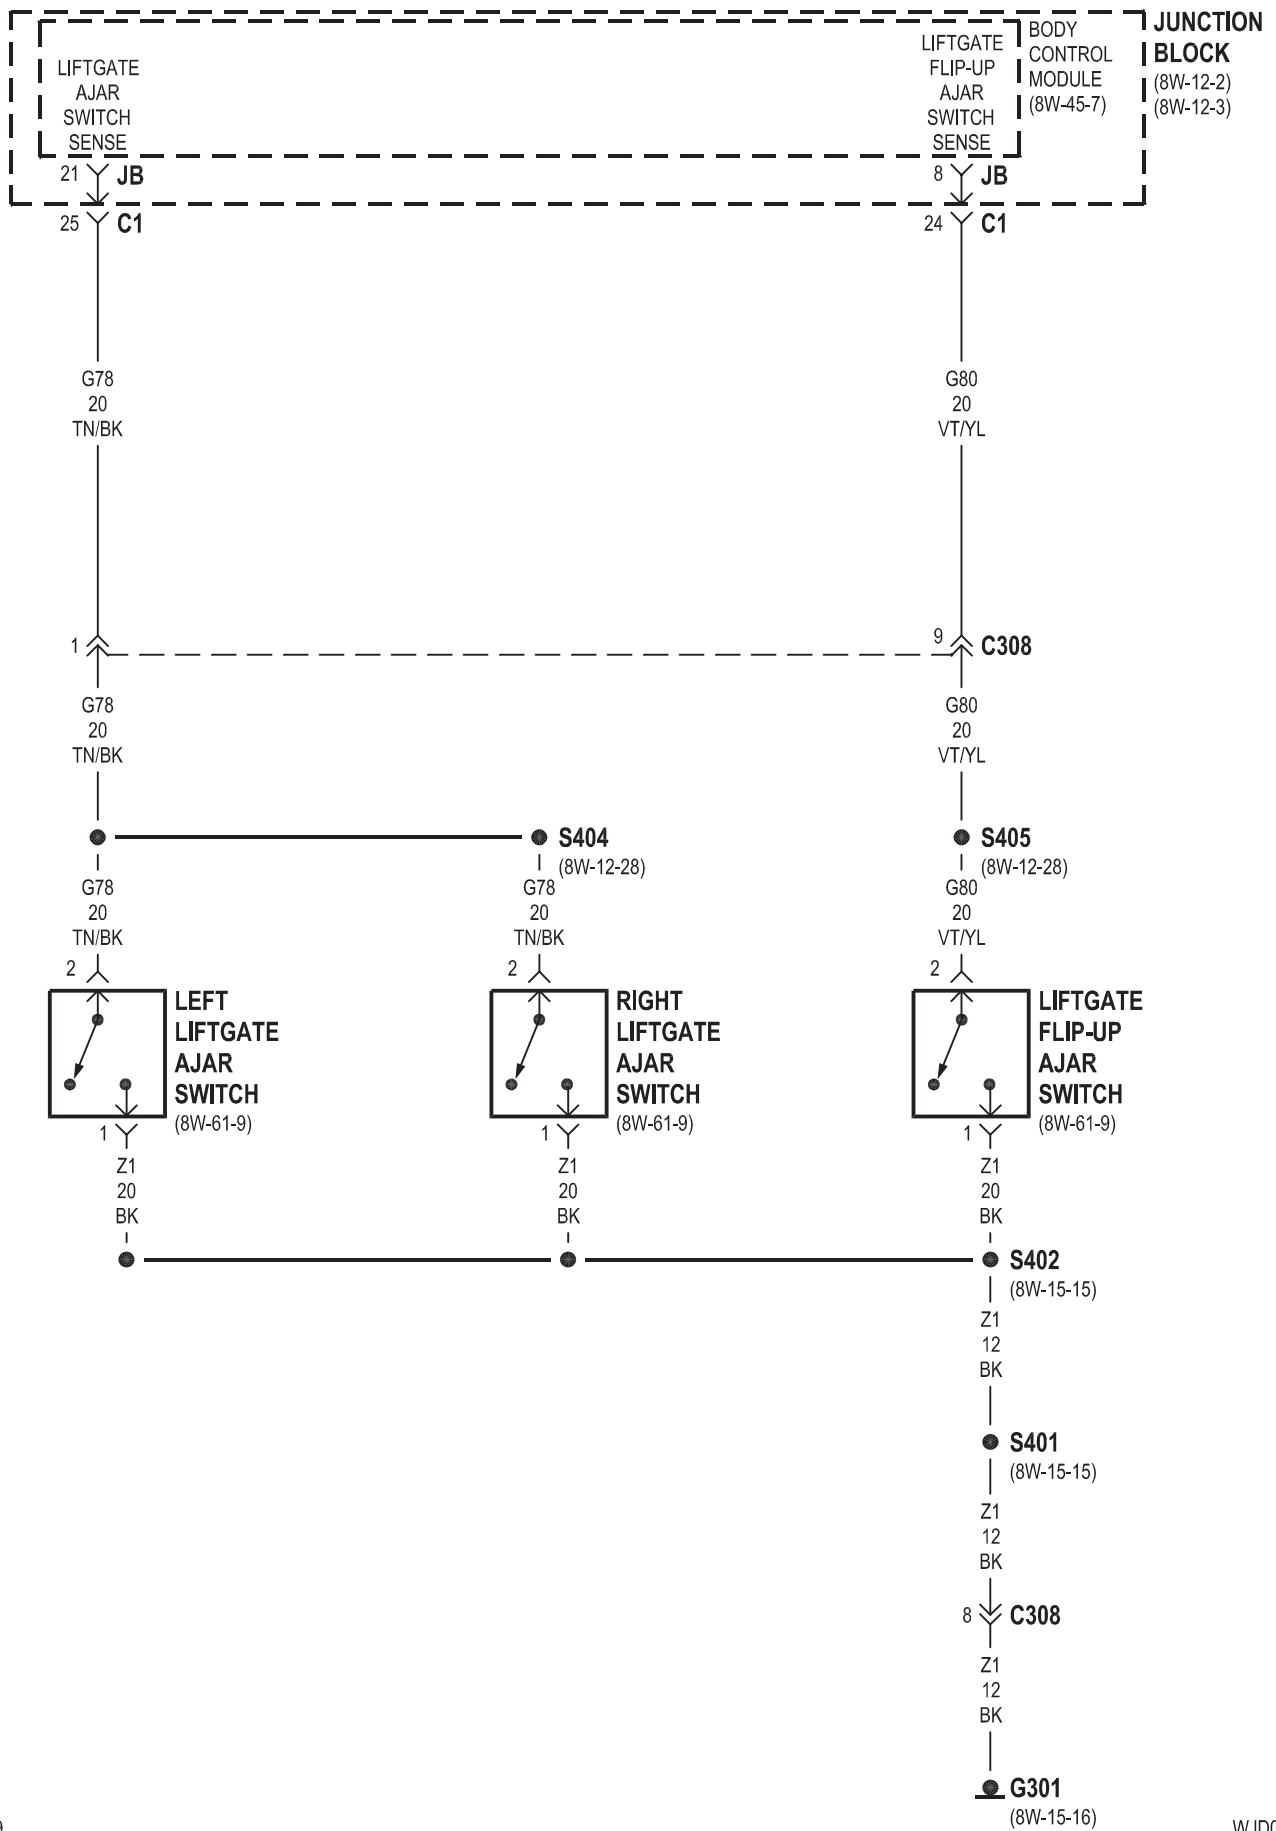 LIFTGATE
AJAR
SWITCH
SENSE
LIFTGATE
FLIP-UP
AJAR
SWITCH
SENSE
BODY
CONTROL
MODULE
(8W-45-7)
JUNCTION
BLOCK
(8W-12-2)
(8W-12-3)
21 JB
8 JB
25 C1
24 C1
G78
20
TN/BK
G80
20
VT/YL
1
9 C308
G78
20
TN/BK
G80
20
VT/YL
S404
(8W-12-28)
S405
(8W-12-28)
G78
20
TN/BK
G78
20
TN/BK
G80
20
VT/YL
2
LEFT
LIFTGATE
AJAR
SWITCH
(8W-61-9)
1
2
RIGHT
LIFTGATE
AJAR
SWITCH
(8W-61-9)
1
2
LIFTGATE
FLIP-UP
AJAR
SWITCH
(8W-61-9)
1
Z1
20
BK
Z1
20
BK
Z1
20
BK
S402
(8W-15-15)
Z1
12
BK
S401
(8W-15-15)
Z1
12
BK
8 C308
Z1
12
BK
G301
(8W-15-16)